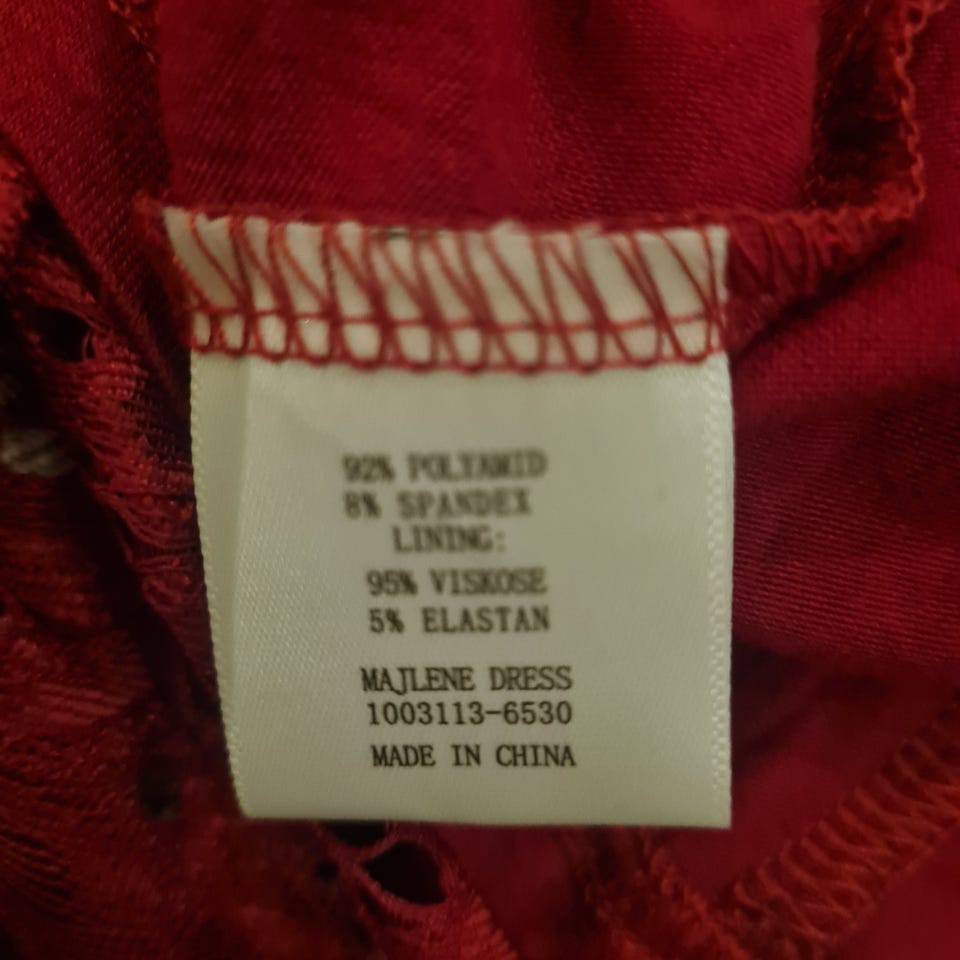 92% POLYAMID
8% SPANDEX
LINING:
95% VISKOSE
5% ELASTAN
MAJLENE DRESS
1003113-6530
MADE IN CHINA